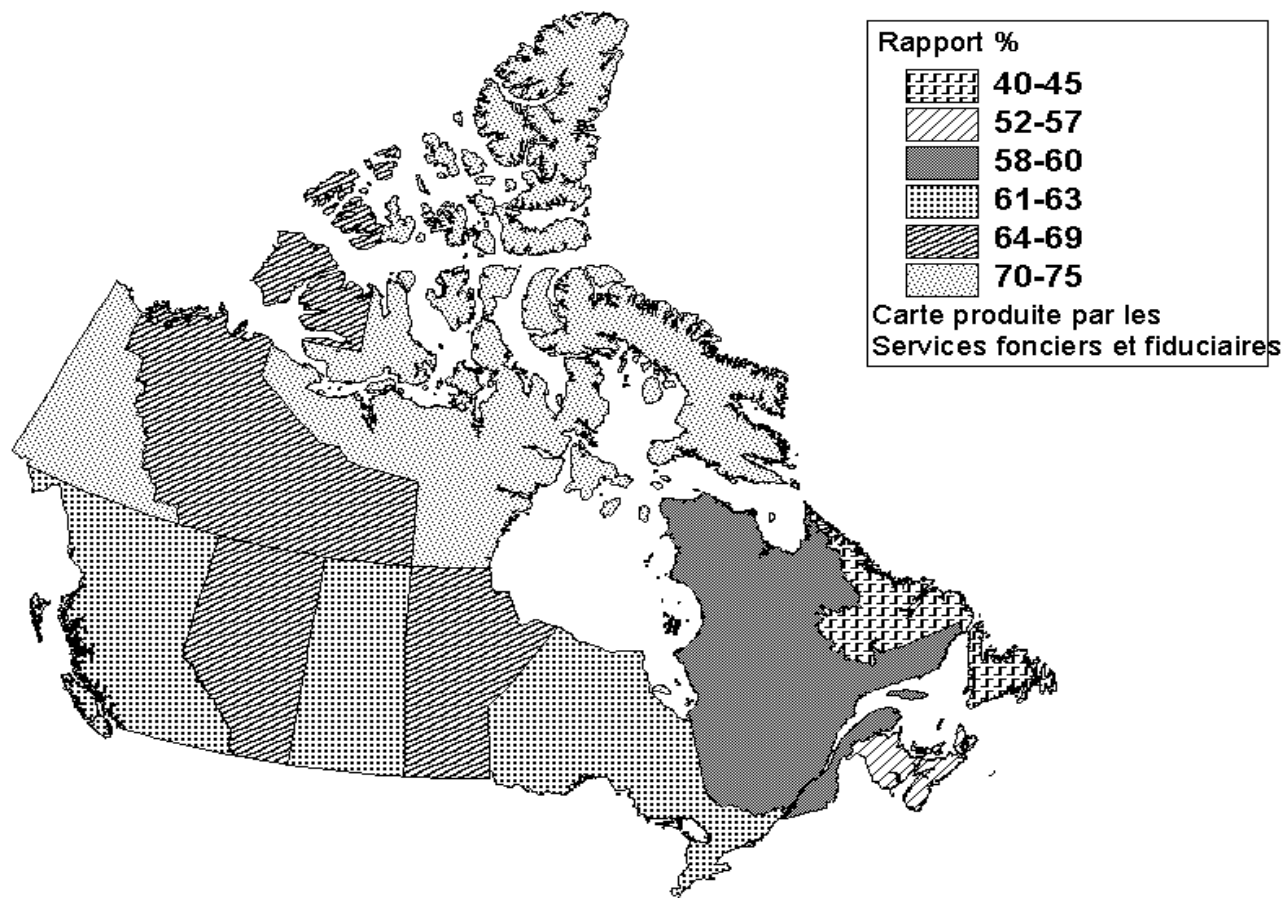 Rapport %
40-45
52-57
58-60
61-63
64-69
70-75
Carte produite par les
Services fonciers et fiduciaires